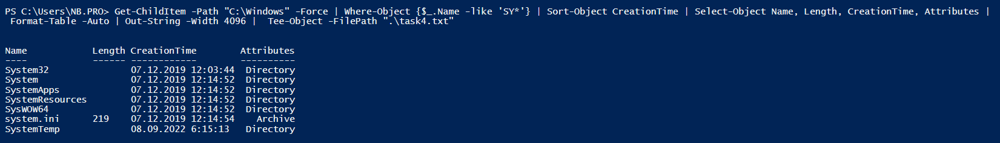 PS C:\Users\NB.PRO> Get-ChildItem -Path "C:\Windows" -Force | Where-Object {$_.Name -like 'SY*'} | Sort-Object CreationTime | Select-Object Name, Length, CreationTime, Attributes |
 Format-Table -Auto | Out-String -Width 4096 |  Tee-Object -FilePath ".\task4.txt"
Name            Length CreationTime        Attributes
----            ------ ------------        ----------
System32               07.12.2019 12:03:44  Directory
System                 07.12.2019 12:14:52  Directory
SystemApps             07.12.2019 12:14:52  Directory
SystemResources        07.12.2019 12:14:52  Directory
SysWOW64               07.12.2019 12:14:52  Directory
system.ini      219    07.12.2019 12:14:54    Archive
SystemTemp             08.09.2022 6:15:13   Directory